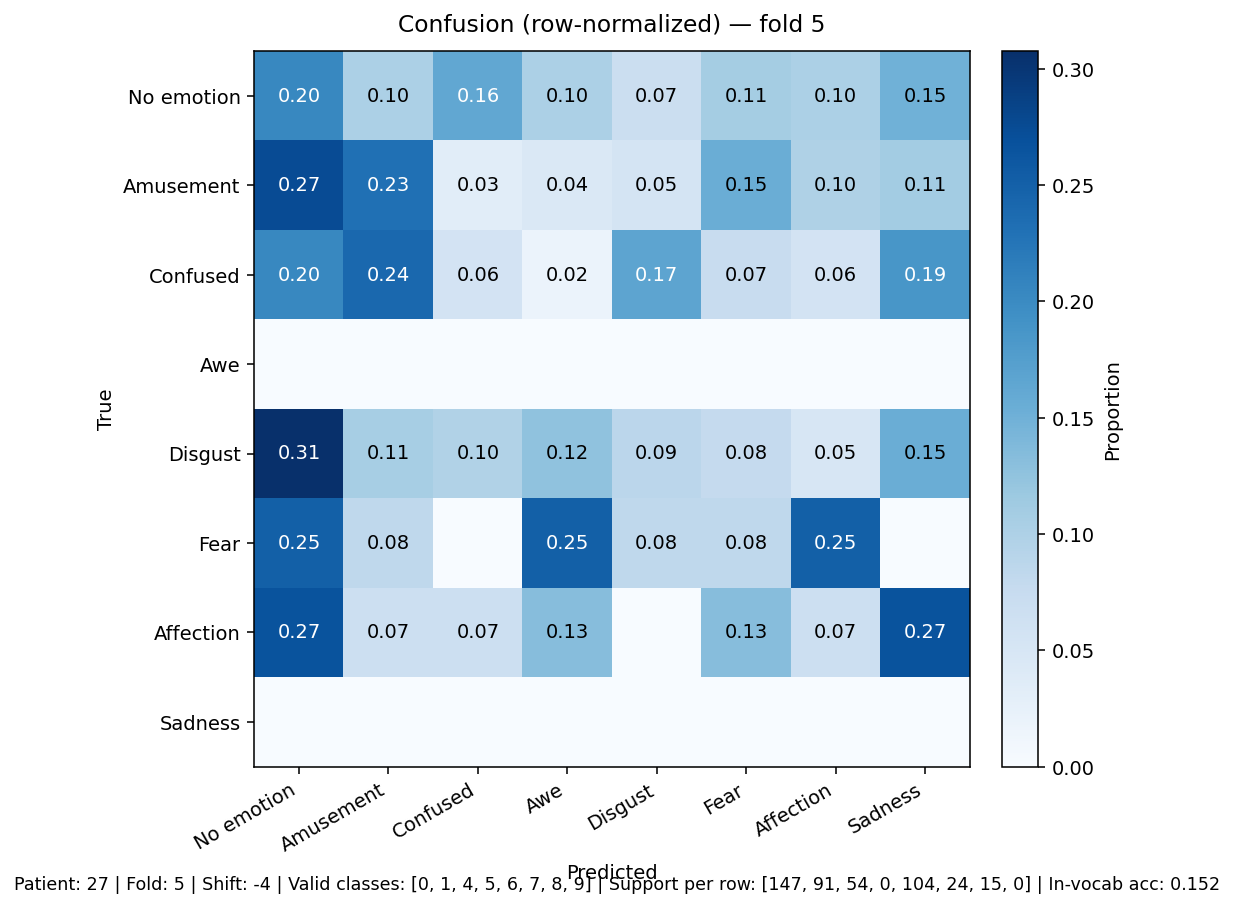 Confusion (row-normalized) — fold 5
No emotion 0.20 0.10 0.16 0.10 0.07 0.11 0.10 0.15
Amusement 0.27 0.23 0.03 0.04 0.05 0.15 0.10 0.11
Confused 0.20 0.24 0.06 0.02 0.17 0.07 0.06 0.19
Awe
Disgust 0.31 0.11 0.10 0.12 0.09 0.08 0.05 0.15
Fear 0.25 0.08 0.25 0.08 0.08 0.25
Affection 0.27 0.07 0.07 0.13 0.13 0.07 0.27
Sadness
True
No emotion Amusement Confused Awe Disgust Fear Affection Sadness
Predicted
0.30
0.25
0.20
0.15
0.10
0.05
0.00
Proportion
Patient: 27 | Fold: 5 | Shift: -4 | Valid classes: [0, 1, 4, 5, 6, 7, 8, 9] | Support per row: [147, 91, 54, 0, 104, 24, 15, 0] | In-vocab acc: 0.152